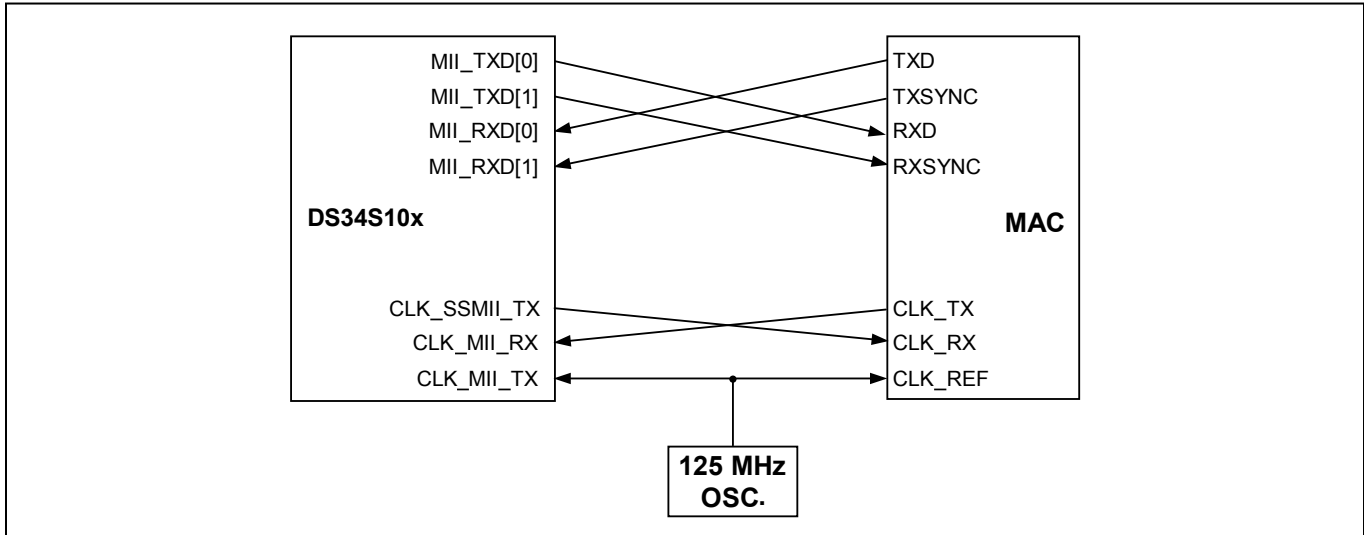 MII_TXD[0]
MII_TXD[1]
MII_RXD[0]
MII_RXD[1]
DS34S10x
CLK_SSMII_TX
CLK_MII_RX
CLK_MII_TX
TXD
TXSYNC
RXD
RXSYNC
MAC
CLK_TX
CLK_RX
CLK_REF
125 MHz
OSC.